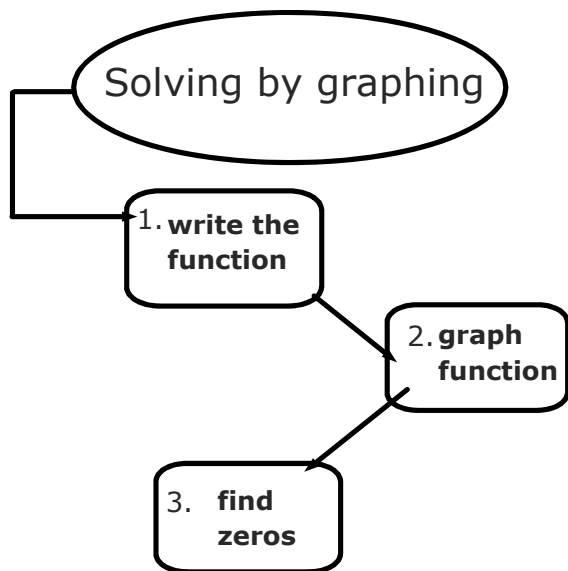 Solving by graphing
1. write the
function
2. graph
function
3. find
zeros